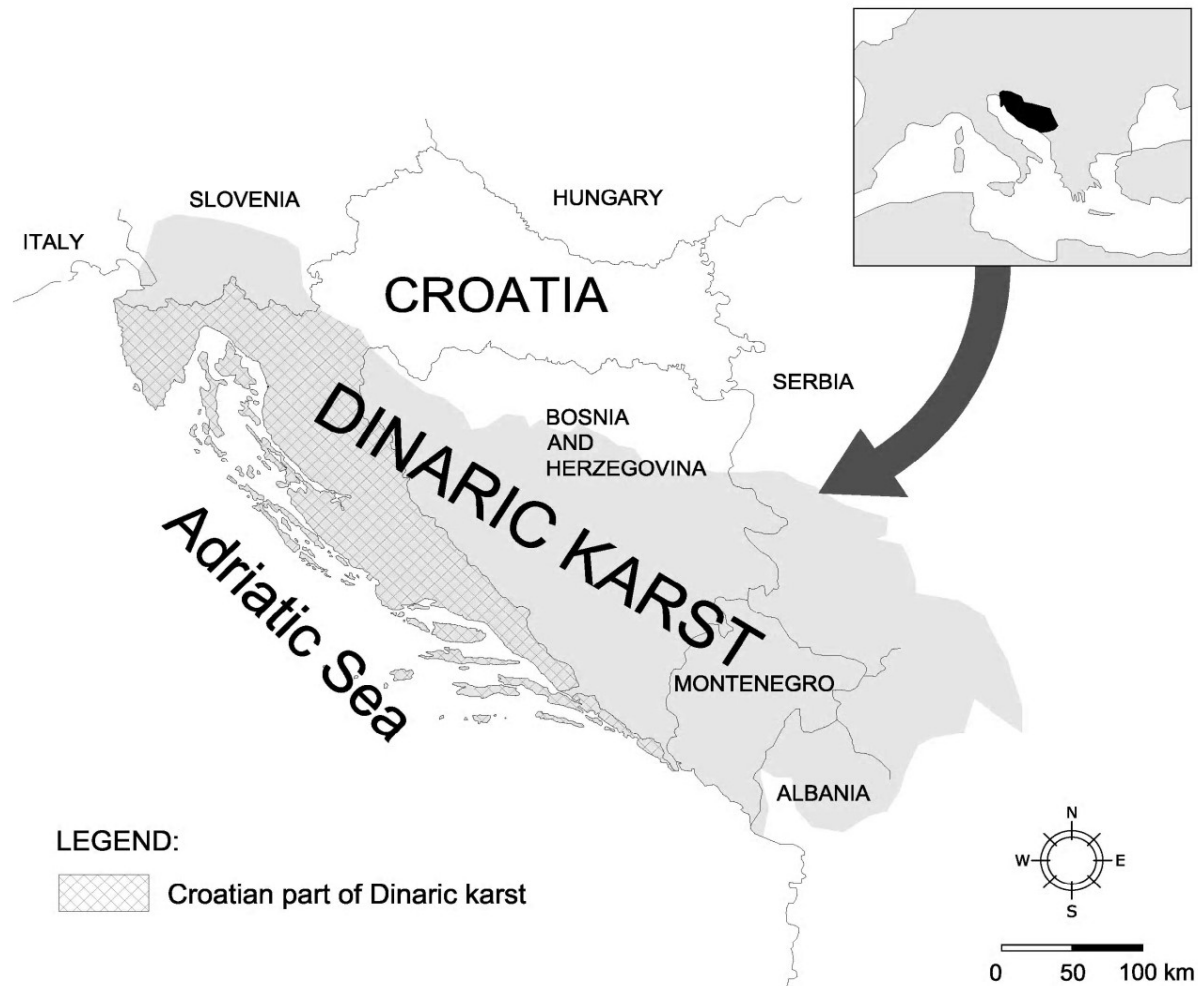 SLOVENIA
HUNGARY
ITALY
CROATIA
SERBIA
BOSNIA
AND
HERZEGOVINA
DINARIC KARST
Adriatic Sea
MONTENEGRO
ALBANIA
LEGEND:
Croatian part of Dinaric karst
N
W E
S
0 50 100 km